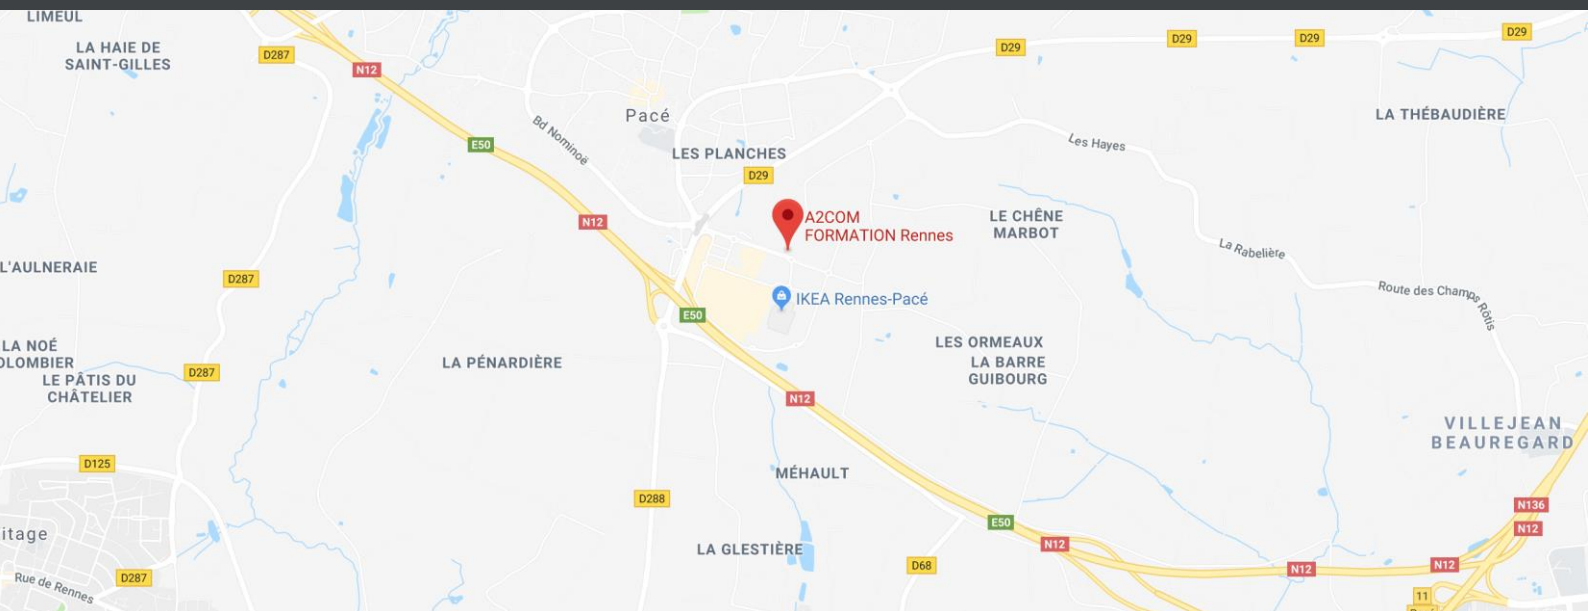 LIMEUL
LA HAIE DE
SAINT-GILLES
D287
N12
D29
D29
D29
D29
Pacé
LA THÉBAUDIÈRE
E50
Bd Nominoë
Les Hayes
LES PLANCHES
D29
N12
A2COM
FORMATION Rennes
LE CHÊNE
MARBOT
La Rabelière
L'AULNERAIE
D287
Route des Champs Rôtis
IKEA Rennes-Pacé
E50
LA NOÉ
OLOMBIER
LE PÂTIS DU
CHÂTELIER
D287
LA PÉNARDIÈRE
LES ORMEAUX
LA BARRE
GUIBOURG
N12
VILLEJEAN
BEAUREGARD
D125
MÉHAULT
D288
N136
N12
E50
itage
N12
LA GLESTIÈRE
D68
N12
N12
Rue de Rennes
D287
11